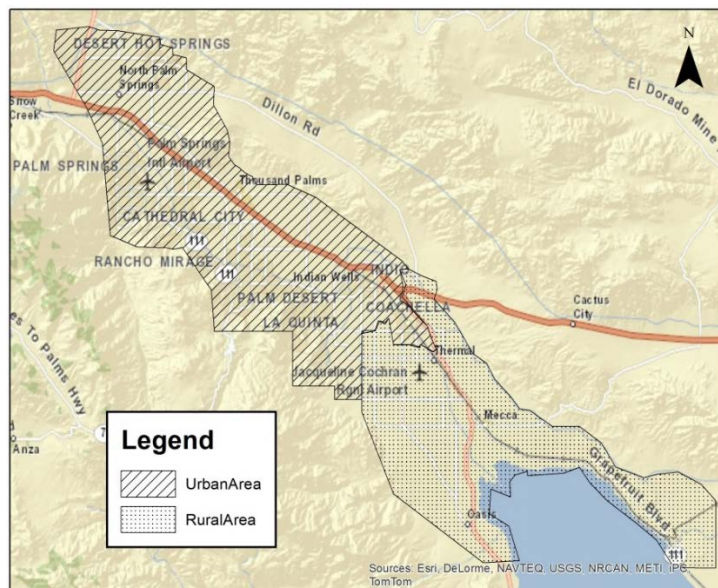 N
DESERT HOT SPRINGS
North Palm
Springs
Snow
Creek
Dillon Rd
El Dorado Mine
Palm Springs
Intl Airport
PALM SPRINGS
Thousand Palms
CATHEDRAL CITY
111
RANCHO MIRAGE
111
Indian Wells
INDIO
PALM DESERT
COACHELLA
Cactus
City
LA QUINTA
Thermal
es To Palms Hwy
Jacqueline Cochran
Rgnl Airport
Mecca
7
Anza
Legend
UrbanArea
RuralArea
Grapefruit Blvd
Oasis
111
Sources: Esri, DeLorme, NAVTEQ, USGS, NRCAN, METI, iPC,
TomTom